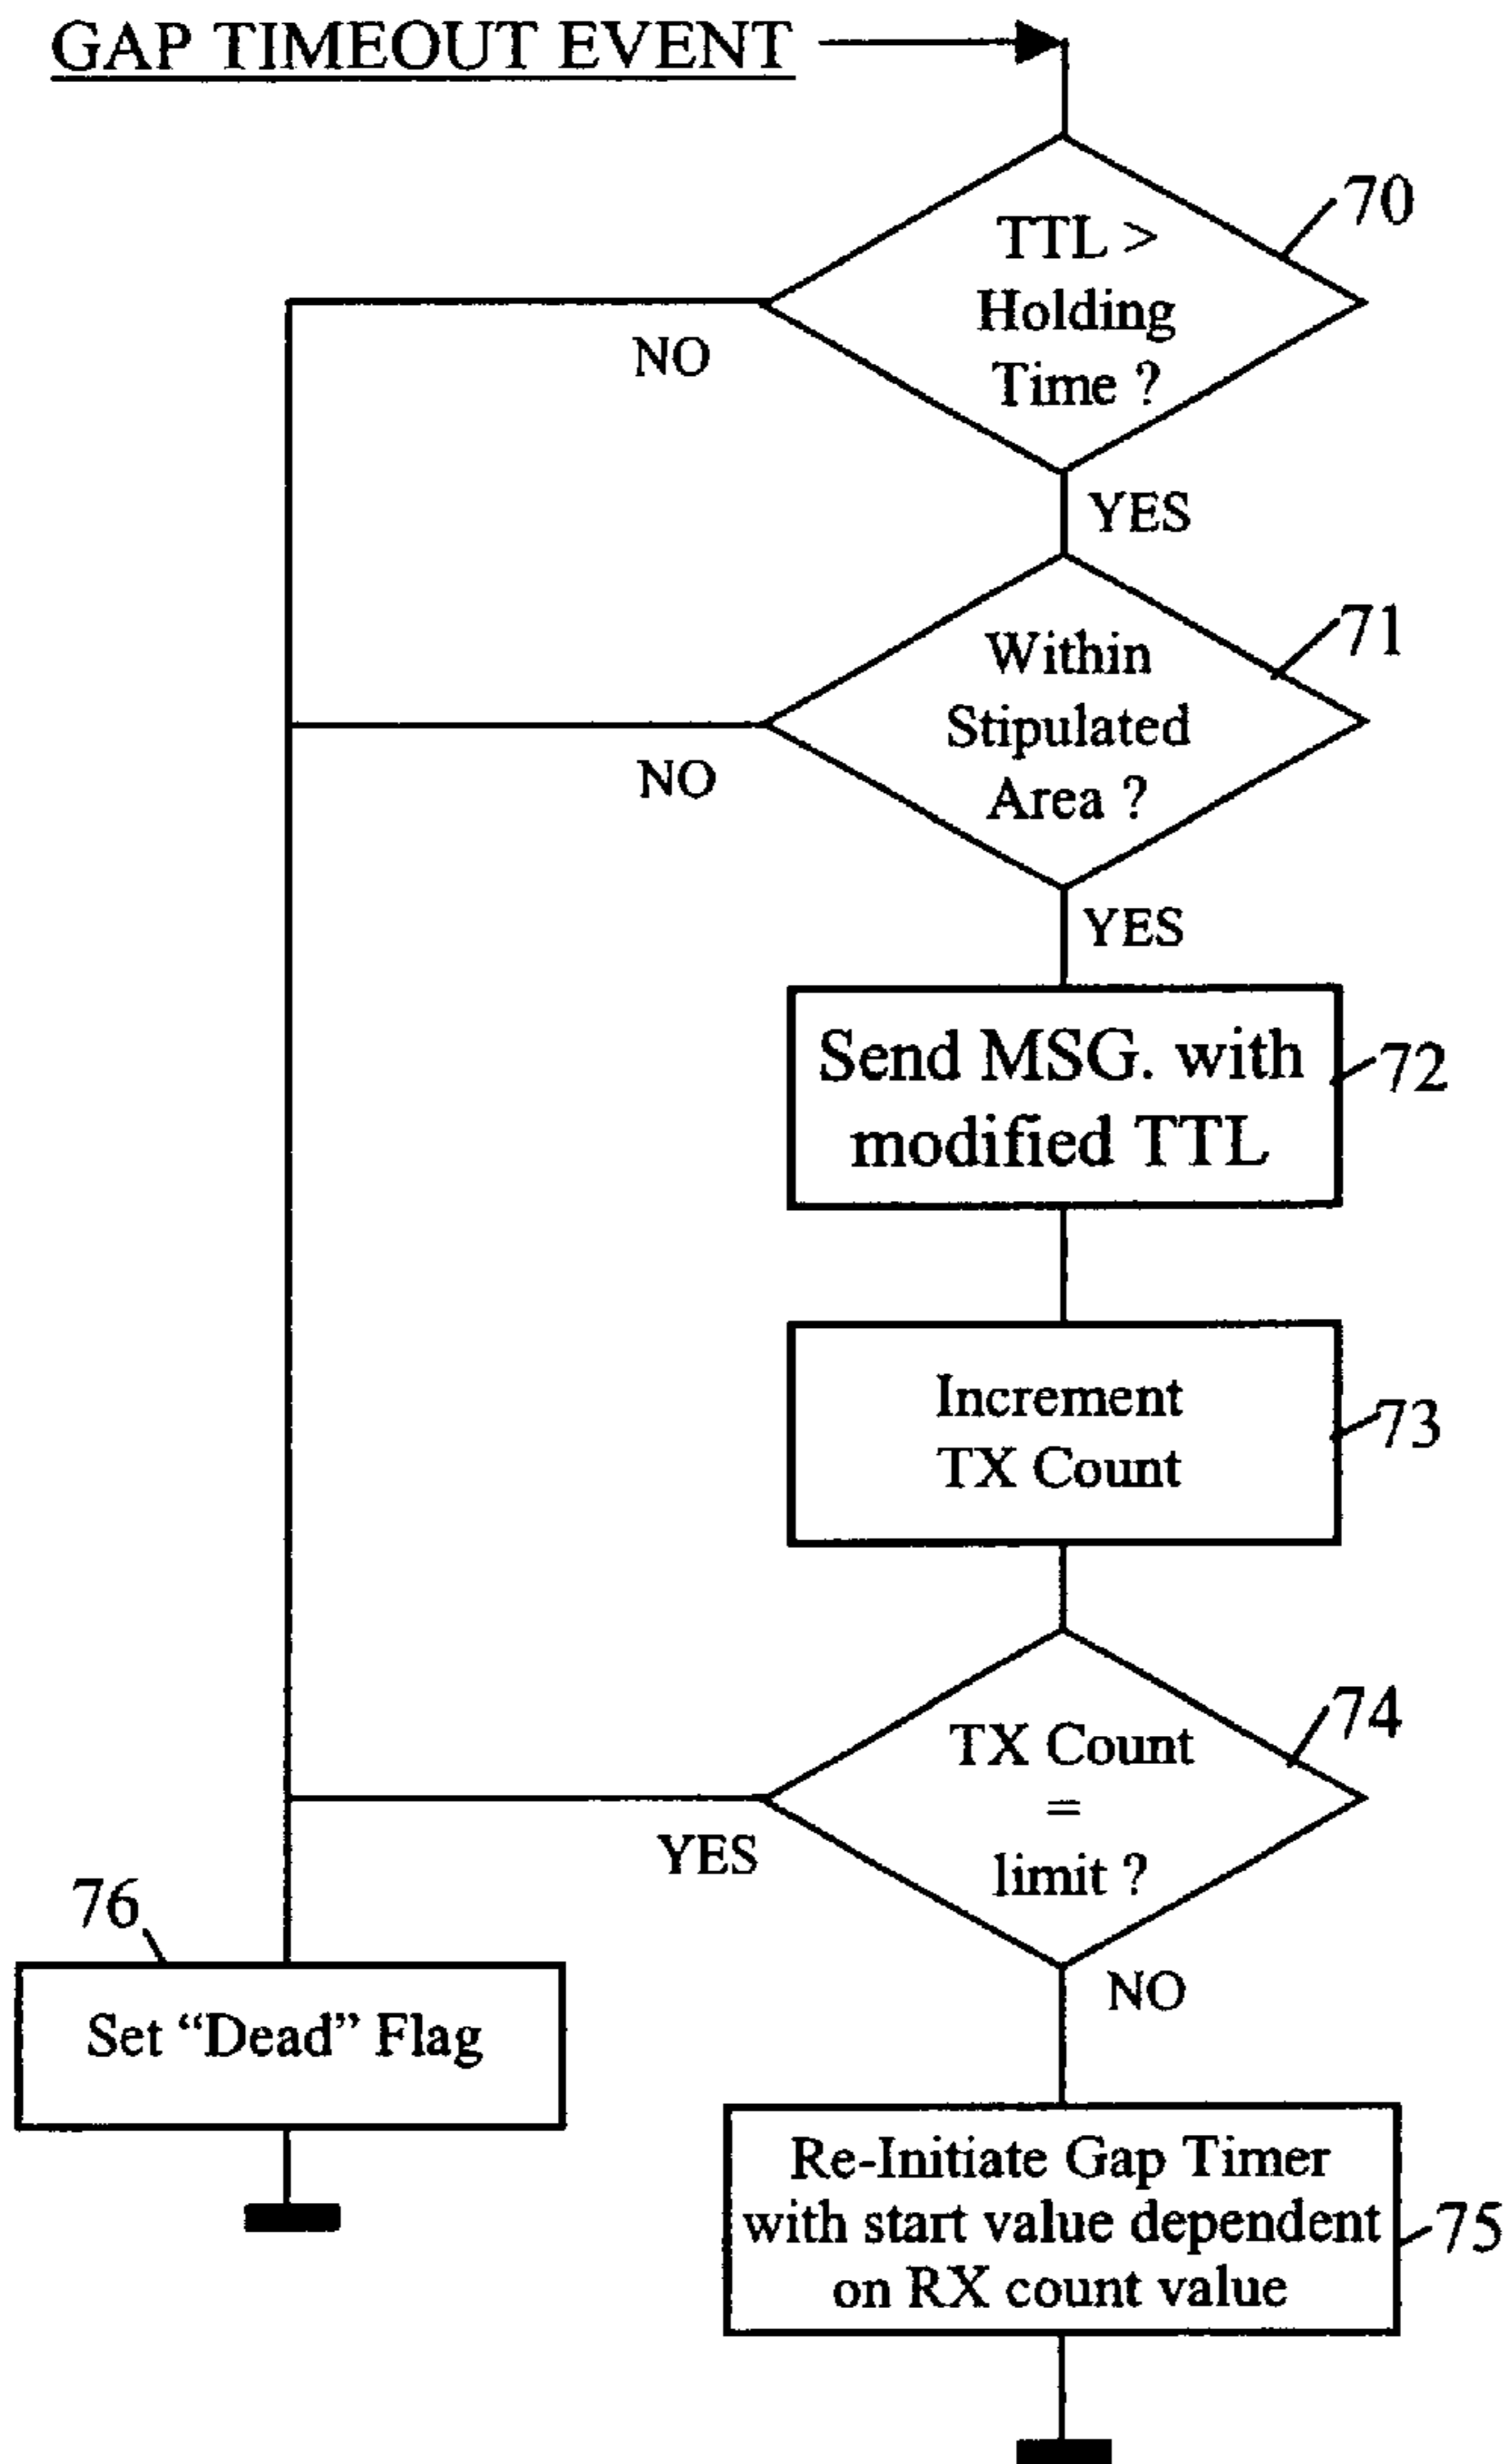 GAP TIMEOUT EVENT
70
TTL >
Holding
Time ?
NO
YES
71
Within
Stipulated
Area ?
NO
YES
Send MSG. with
modified TTL
72
Increment
TX Count
73
74
TX Count
=
limit ?
YES
NO
76
Set “Dead” Flag
Re-Initiate Gap Timer
with start value dependent
on RX count value
75